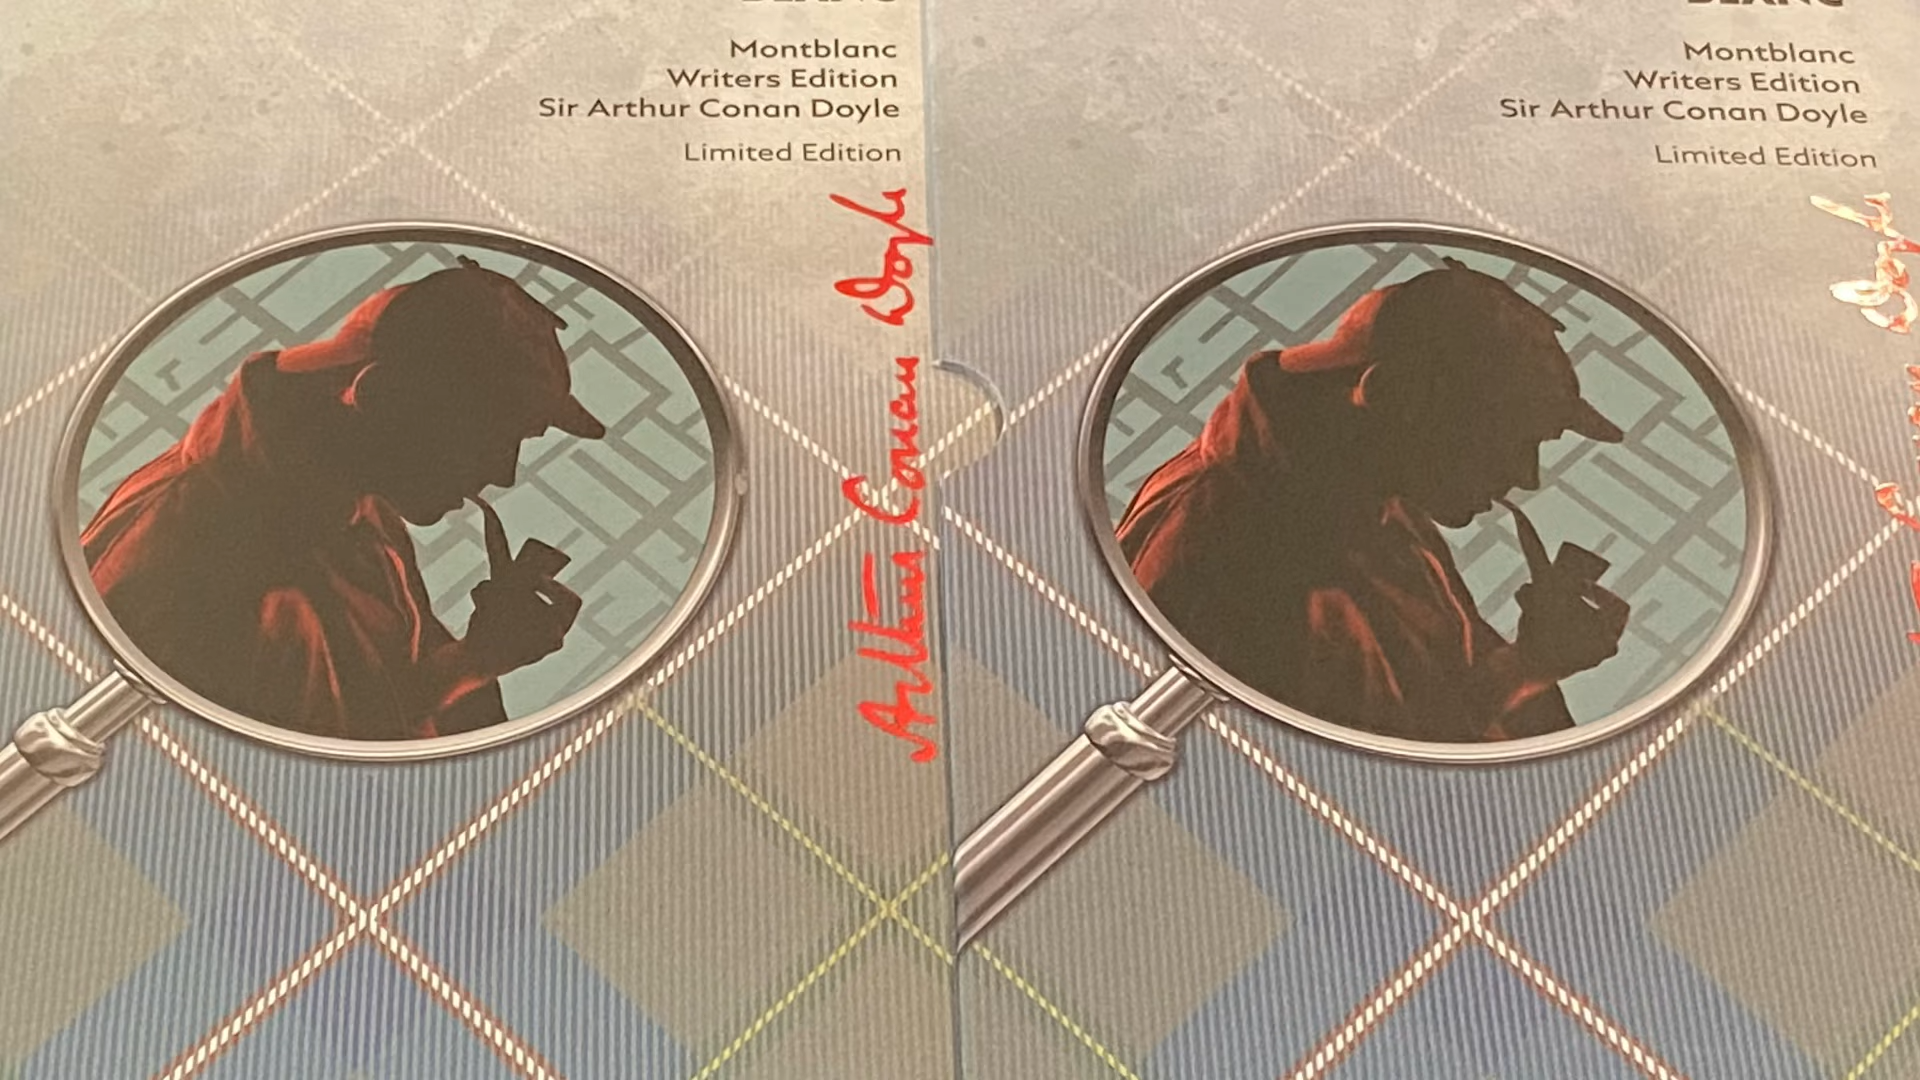 Montblanc
Writers Edition
Sir Arthur Conan Doyle
Limited Edition
Arthur Conan Doyle
Montblanc
Writers Edition
Sir Arthur Conan Doyle
Limited Edition
Doyle